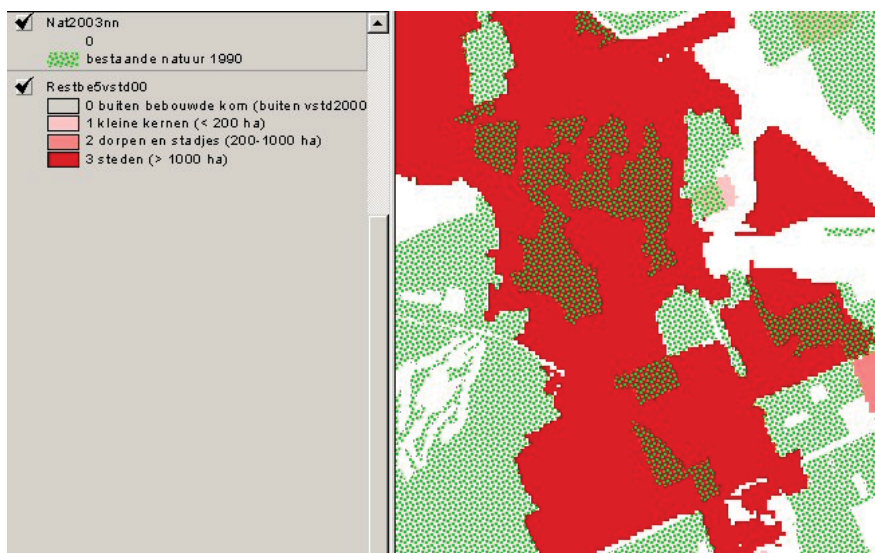 Nat2003nn
0
bestaande natuur 1990
Restbe5vstd00
0 buiten bebouwde kom (buiten vstd2000
1 kleine kernen (< 200 ha)
2 dorpen en stadjes (200-1000 ha)
3 steden (> 1000 ha)